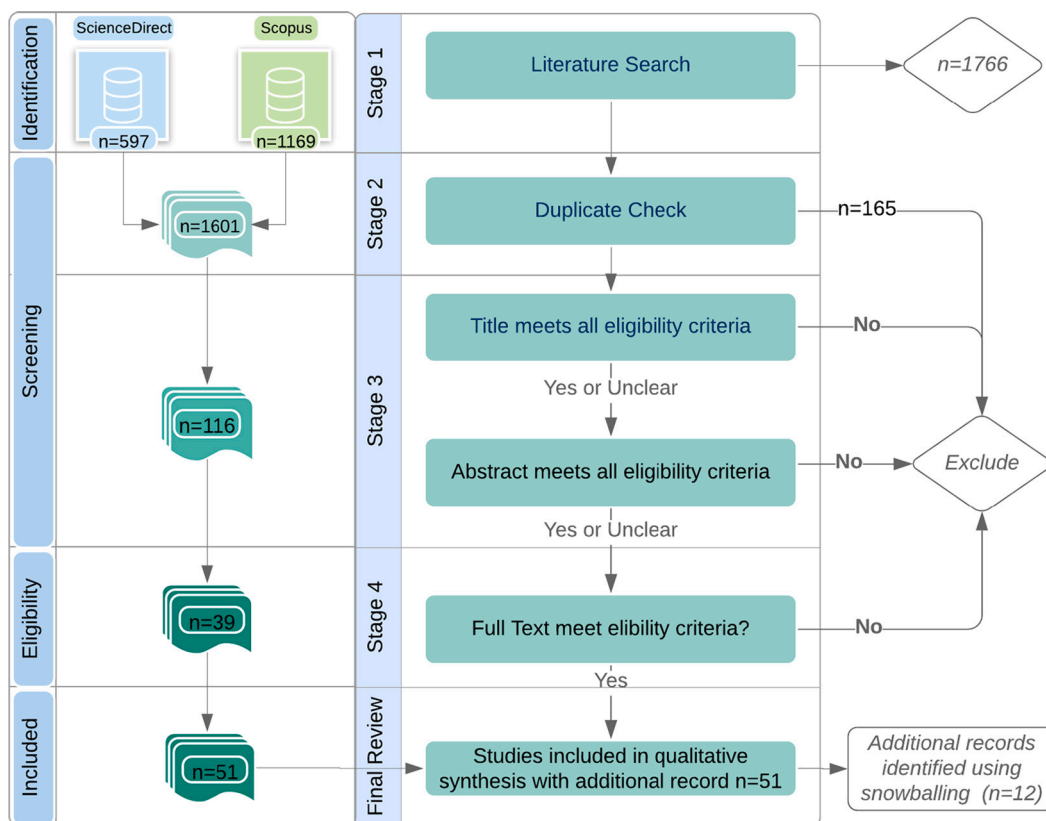 Identification
ScienceDirect
Scopus
n=597
n=1169
Stage 1
Literature Search
n=1766
Screening
n=1601
Stage 2
Duplicate Check
n=165
n=116
Stage 3
Title meets all eligibility criteria
No
Yes or Unclear
Abstract meets all eligibility criteria
No
Exclude
Yes or Unclear
Eligibility
n=39
Stage 4
Full Text meet elibility criteria?
No
Yes
Included
n=51
Final Review
Studies included in qualitative
synthesis with additional record n=51
Additional records
identified using
snowballing (n=12)